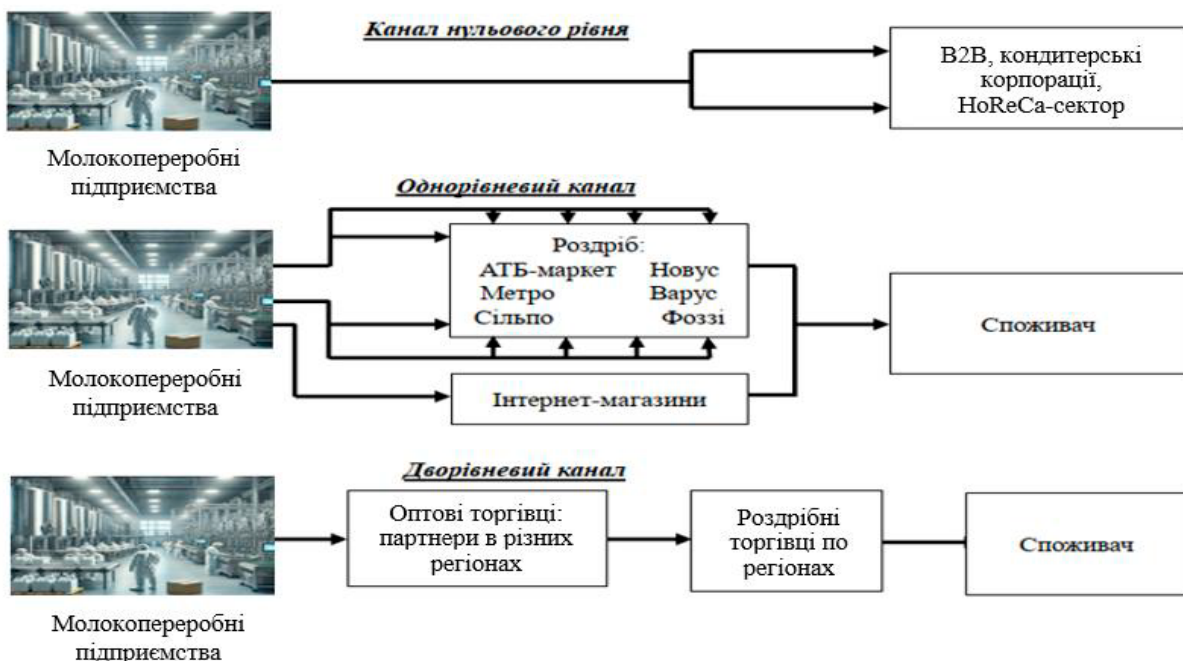 Канал нульового рівня
В2В, кондитерські
корпорації,
HoReCa-сектор
Молокопереробні
підприємства
Однорівневий канал
Роздріб:
АТБ-маркет Новус
Метро Варус
Сільпо Фоззі
Інтернет-магазини
Споживач
Молокопереробні
підприємства
Дворівневий канал
Оптові торгівці:
партнери в різних
регіонах
Роздрібні
торгівці по
регіонах
Споживач
Молокопереробні
підприємства